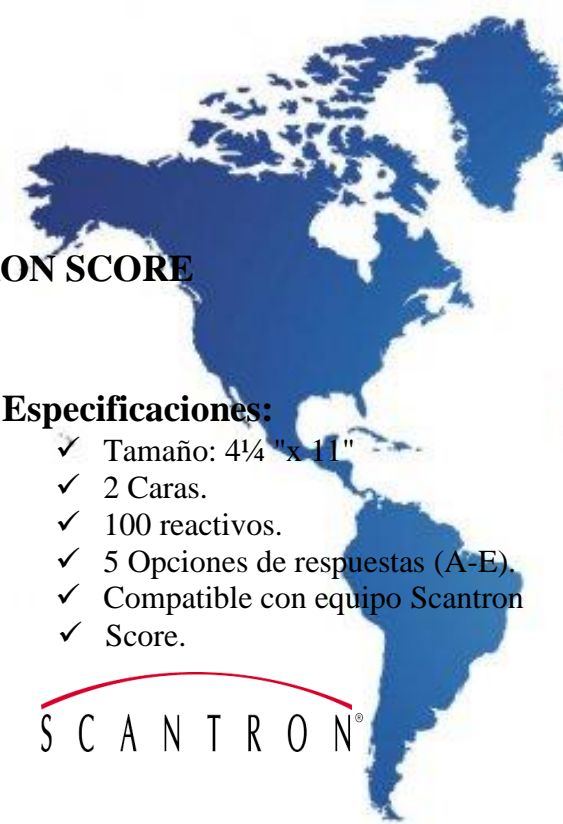 ON SCORE
Especificaciones:
✓ Tamaño: 4¼ "x 11"
✓ 2 Caras.
✓ 100 reactivos.
✓ 5 Opciones de respuestas (A-E).
✓ Compatible con equipo Scantron
✓ Score.
SCANTRON®